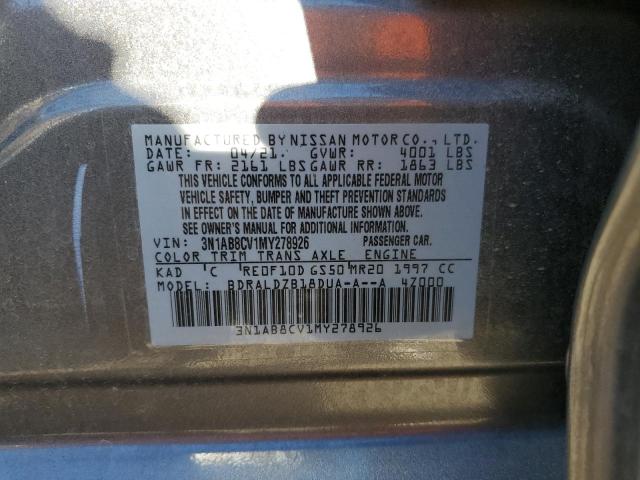 MANUFACTURED BY NISSAN MOTOR CO., LTD.
DATE: 04/21. GVWR: 4001 LBS
GAWR FR: 2161 LBS GAWR RR: 1863 LBS
THIS VEHICLE CONFORMS TO ALL APPLICABLE FEDERAL MOTOR
VEHICLE SAFETY, BUMPER AND THEFT PREVENTION STANDARDS
IN EFFECT ON THE DATE OF MANUFACTURE SHOWN ABOVE.
SEE OWNER'S MANUAL FOR ADDITIONAL LOADING INFORMATION.
VIN: 3N1AB8CV1MY278926 PASSENGER CAR.
COLOR TRIM TRANS AXLE, ENGINE
KAD C RE0F10D GS50 MR20 1997 CC
MODEL: BDRALDZB18DUA-A--A 4Z000
3N1AB8CV1MY278926